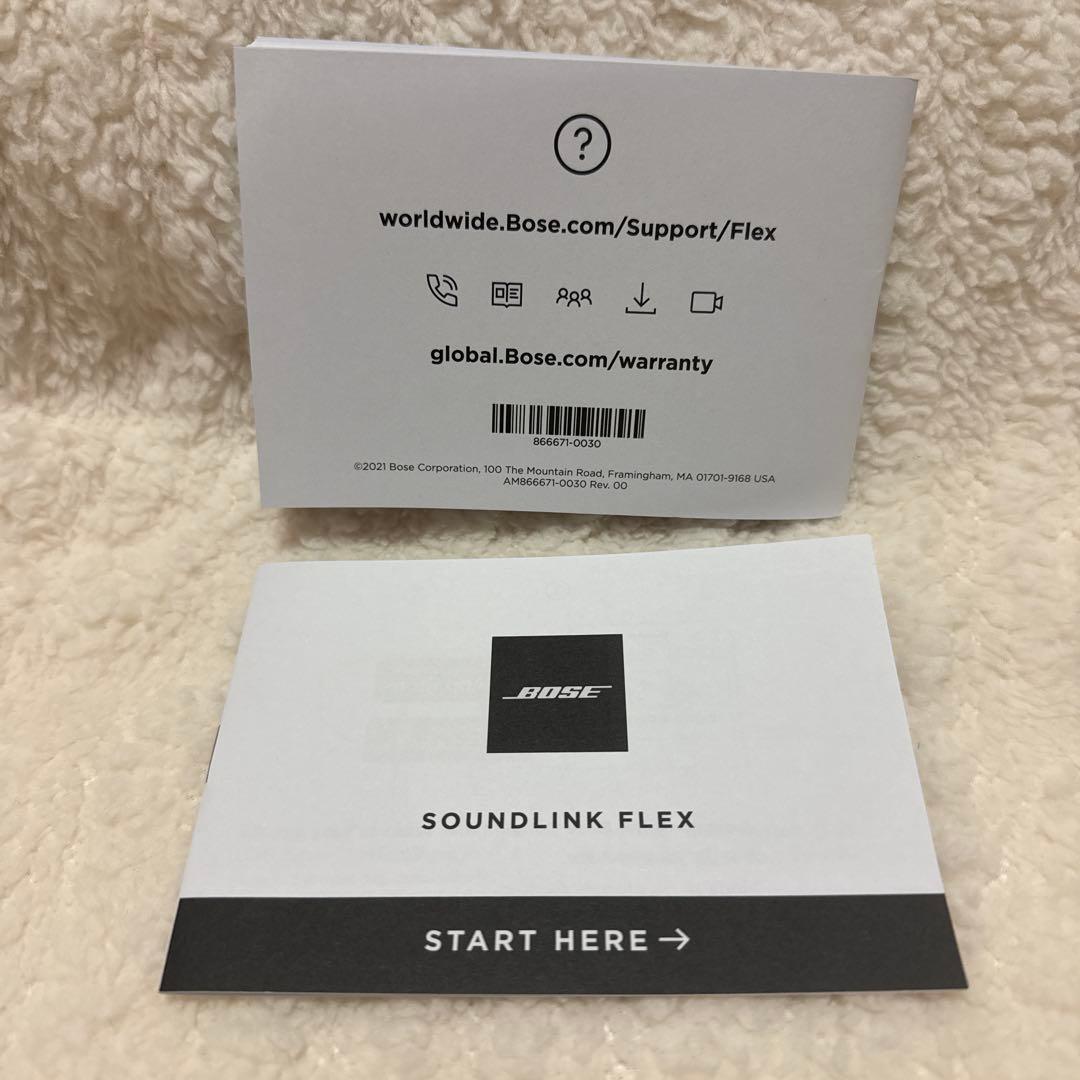 ?
worldwide.Bose.com/Support/Flex
global.Bose.com/warranty
866671-0030
©2021 Bose Corporation, 100 The Mountain Road, Framingham, MA 01701-9168 USA
AM866671-0030 Rev. 00
BOSE
SOUNDLINK FLEX
START HERE →